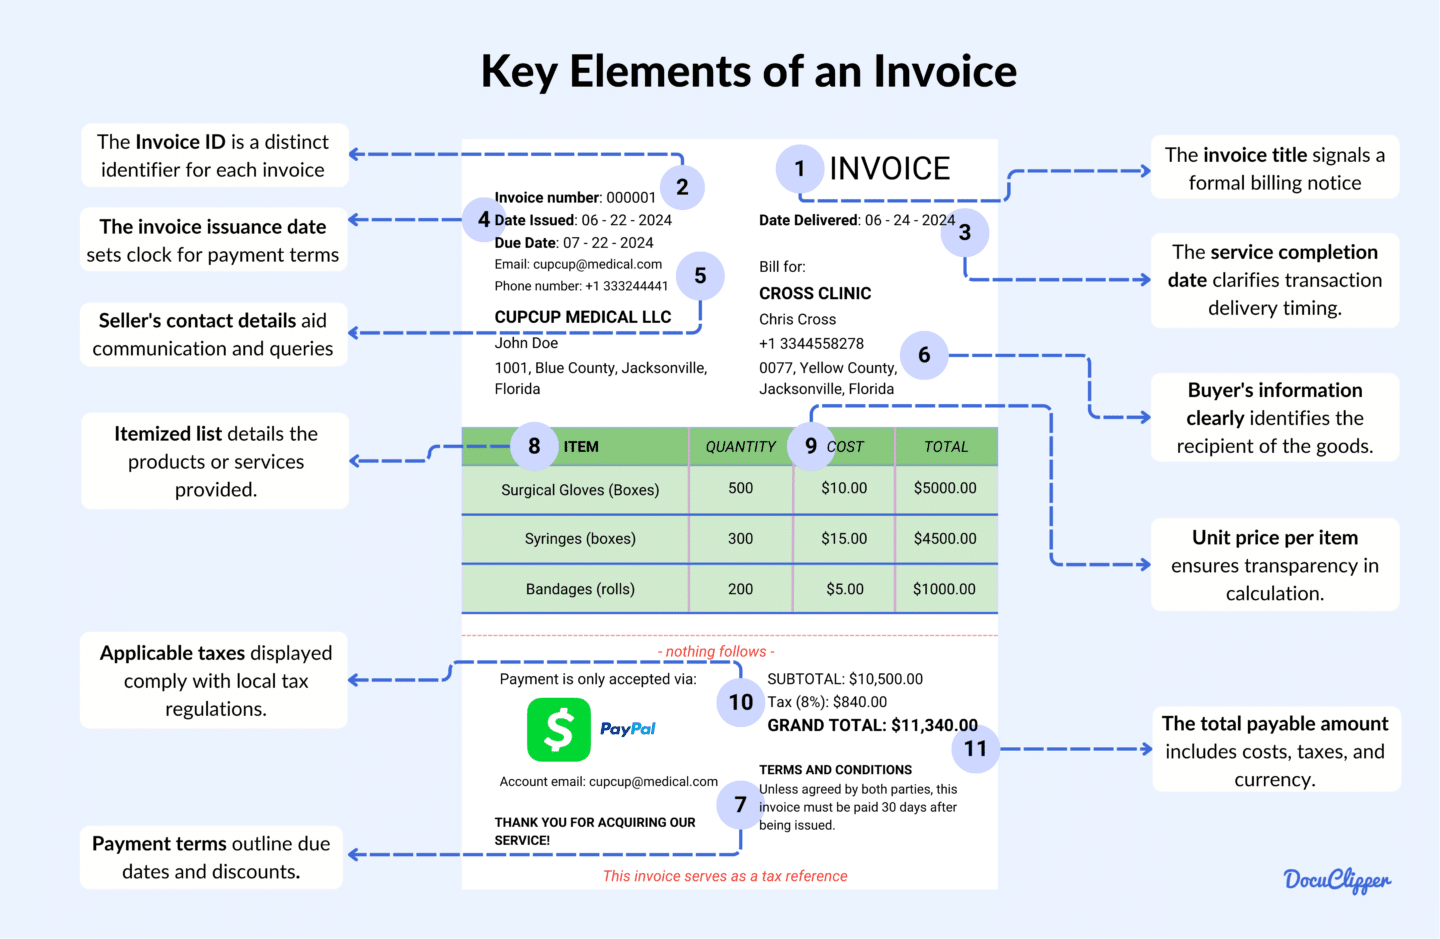 Key Elements of an Invoice
The Invoice ID is a distinct
identifier for each invoice
The invoice issuance date
sets clock for payment terms
Seller's contact details aid
communication and queries
Itemized list details the
products or services
provided.
Applicable taxes displayed
comply with local tax
regulations.
Payment terms outline due
dates and discounts.
1 INVOICE
2
Invoice number: 000001
4 Date Issued: 06 - 22 - 2024
Due Date: 07 - 22 - 2024
Email: cupcup@medical.com
5
Phone number: +1 333244441
CUPCUP MEDICAL LLC
John Doe
1001, Blue County, Jacksonville,
Florida
Date Delivered: 06 - 24 - 2024
3
Bill for:
CROSS CLINIC
Chris Cross
+1 3344558278
6
0077, Yellow County,
Jacksonville, Florida
8 ITEM QUANTITY 9 COST TOTAL
Surgical Gloves (Boxes) 500 $10.00 $5000.00
Syringes (boxes) 300 $15.00 $4500.00
Bandages (rolls) 200 $5.00 $1000.00
- nothing follows -
Payment is only accepted via:
$ PayPal
Account email: cupcup@medical.com
THANK YOU FOR ACQUIRING OUR
SERVICE!
SUBTOTAL: $10,500.00
10 Tax (8%): $840.00
GRAND TOTAL: $11,340.00
11
TERMS AND CONDITIONS
Unless agreed by both parties, this
7 invoice must be paid 30 days after
being issued.
This invoice serves as a tax reference
The invoice title signals a
formal billing notice
The service completion
date clarifies transaction
delivery timing.
Buyer's information
clearly identifies the
recipient of the goods.
Unit price per item
ensures transparency in
calculation.
The total payable amount
includes costs, taxes, and
currency.
DocuClipper